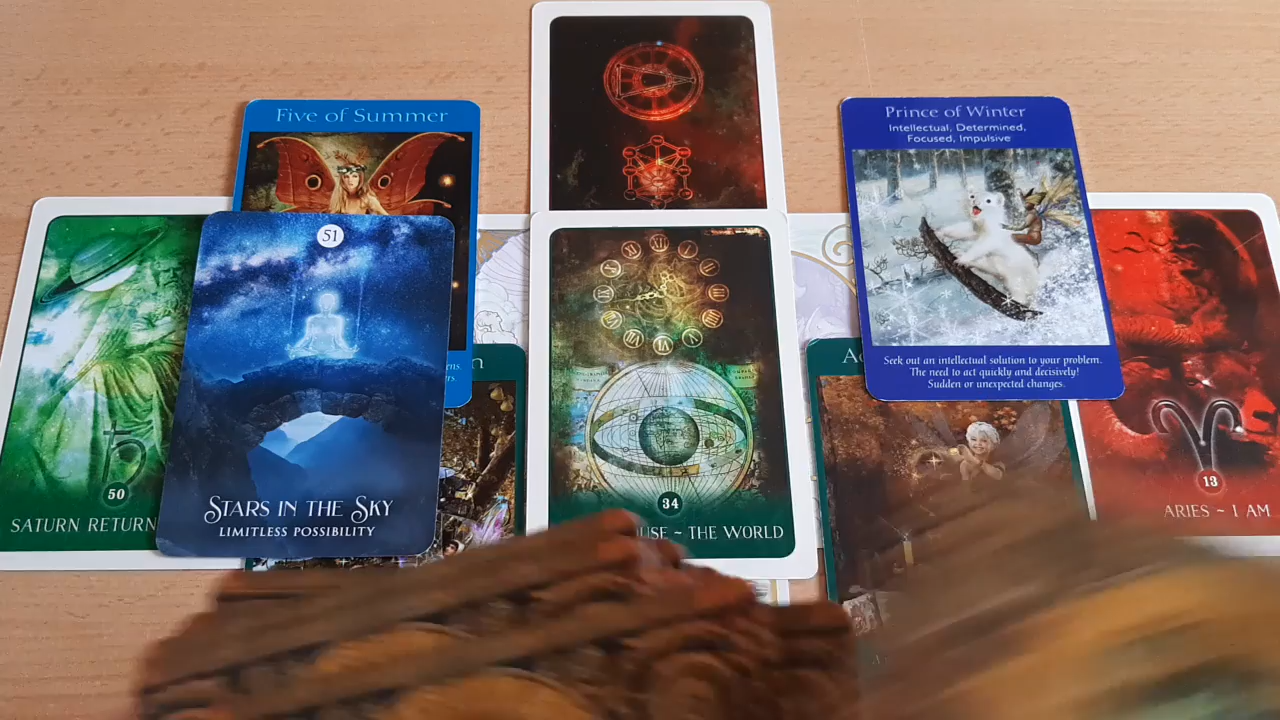 Five of Summer
Prince of Winter
Intellectual, Determined,
Focused, Impulsive
51
Seek out an intellectual solution to your problem.
The need to act quickly and decisively!
Sudden or unexpected changes.
STARS IN THE SKY
LIMITLESS POSSIBILITY
50
SATURN RETURN
34
~ THE WORLD
13
ARIES ~ I AM